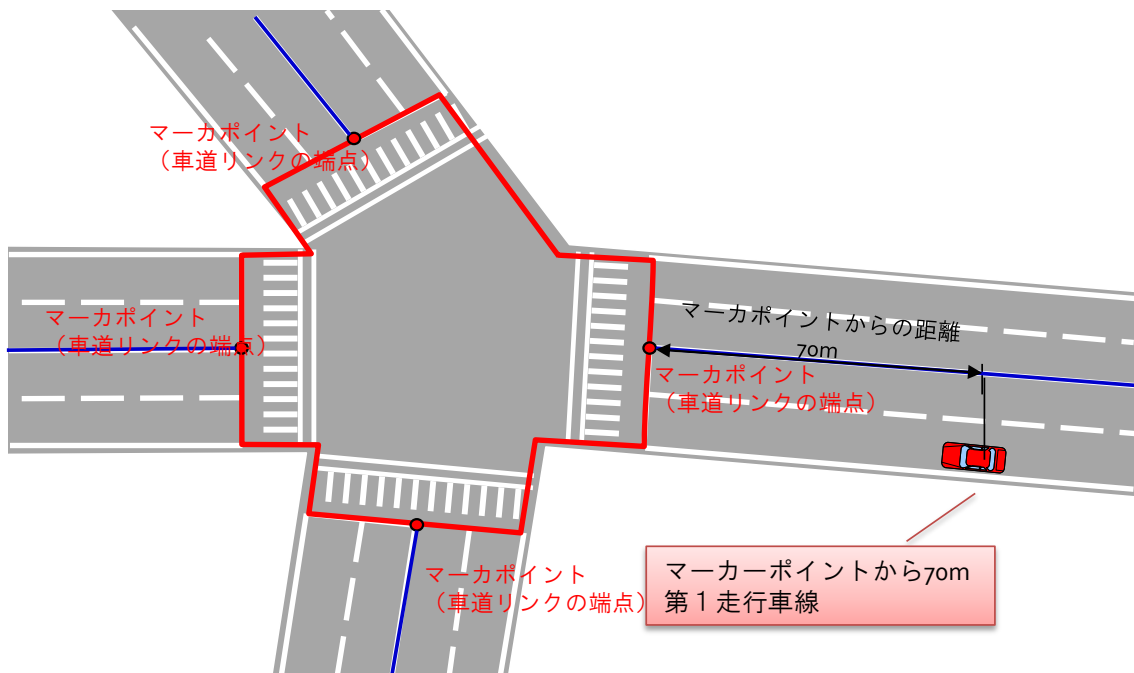 マーカポイント
（車道リンクの端点）
マーカポイント
（車道リンクの端点）
マーカポイントからの距離
70m
マーカポイント
（車道リンクの端点）
マーカポイント
（車道リンクの端点）
マーカーポイントから70m
第１走行車線